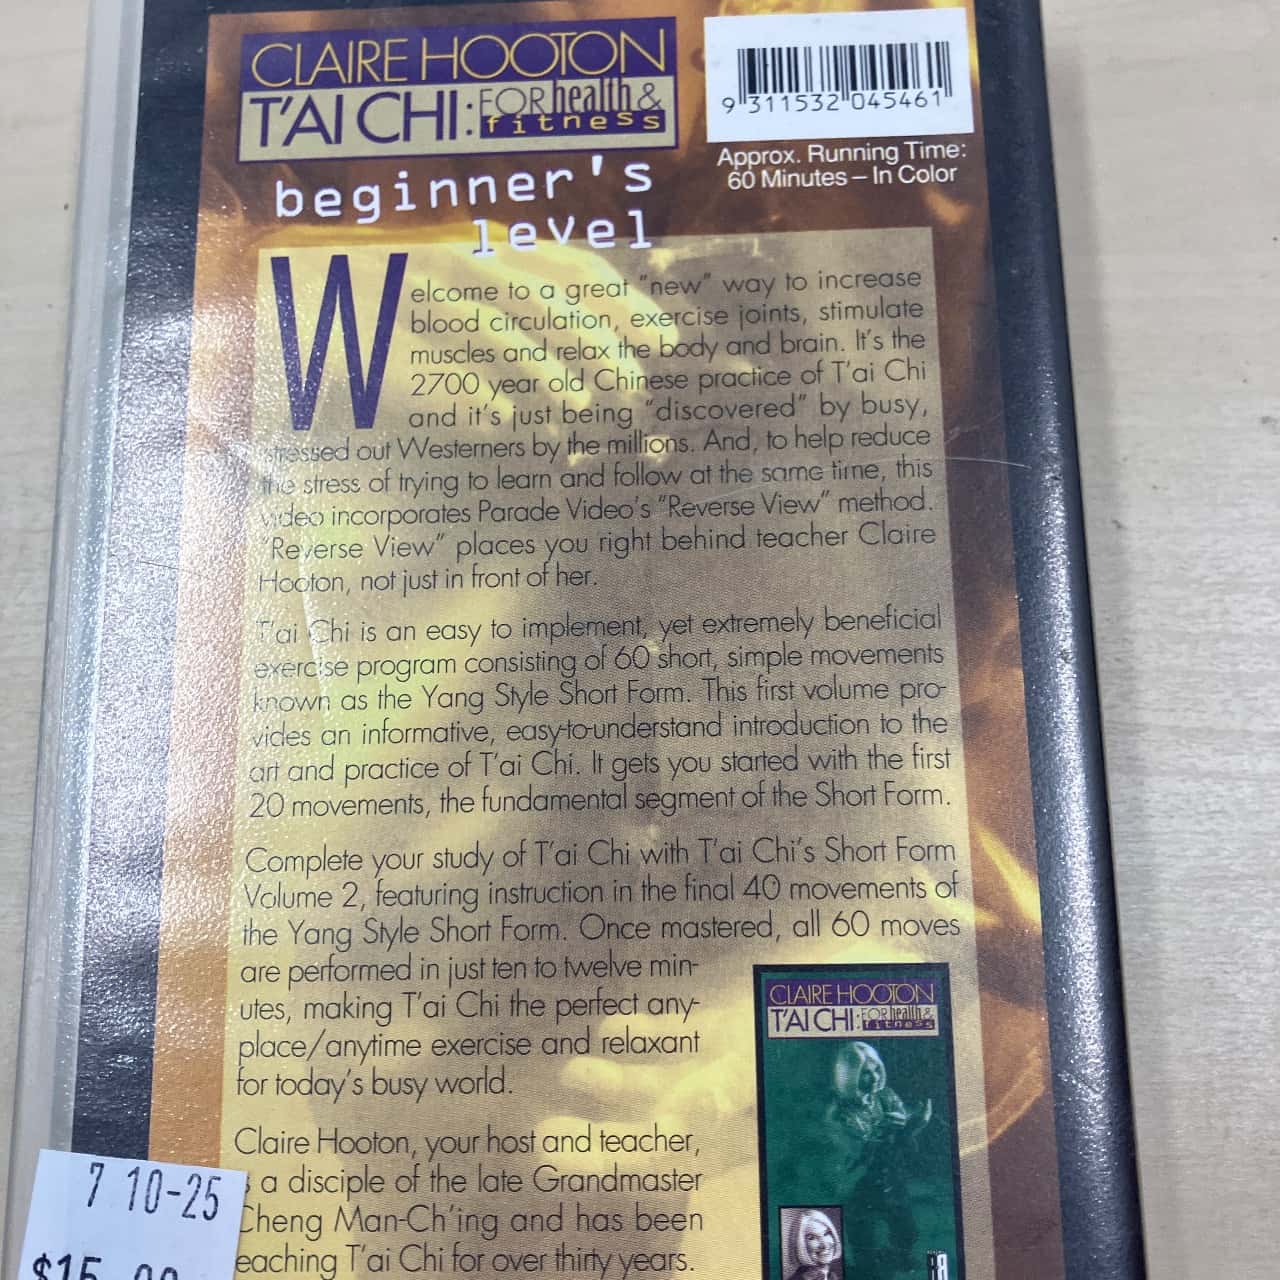 CLAIRE HOOTON
T'AI CHI: FOR health &
fitness
beginner's
level
9 311532 045461
Approx. Running Time:
60 Minutes – In Color
Welcome to a great "new" way to increase
blood circulation, exercise joints, stimulate
muscles and relax the body and brain. It's the
2700 year old Chinese practice of T'ai Chi
and it's just being "discovered" by busy,
stressed out Westerners by the millions. And, to help reduce
the stress of trying to learn and follow at the same time, this
video incorporates Parade Video's "Reverse View" method.
"Reverse View" places you right behind teacher Claire
Hooton, not just in front of her.
T'ai Chi is an easy to implement, yet extremely beneficial
exercise program consisting of 60 short, simple movements
known as the Yang Style Short Form. This first volume pro-
vides an informative, easy-to-understand introduction to the
art and practice of T'ai Chi. It gets you started with the first
20 movements, the fundamental segment of the Short Form.
Complete your study of T'ai Chi with T'ai Chi's Short Form
Volume 2, featuring instruction in the final 40 movements of
the Yang Style Short Form. Once mastered, all 60 moves
are performed in just ten to twelve min-
utes, making T'ai Chi the perfect any-
place/anytime exercise and relaxant
for today's busy world.
Claire Hooton, your host and teacher,
s a disciple of the late Grandmaster
Cheng Man-Ch'ing and has been
eaching T'ai Chi for over thirty years.
CLAIRE HOOTON
T'AI CHI: FOR health &
fitness
7 10-25
$15.00